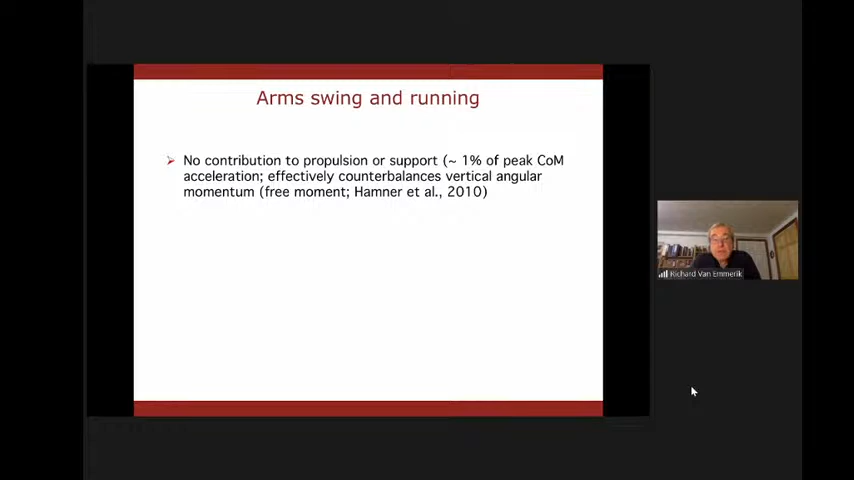 Arms swing and running
➢ No contribution to propulsion or support (~ 1% of peak CoM
acceleration; effectively counterbalances vertical angular
momentum (free moment; Hamner et al., 2010)
Richard Van Emmerik